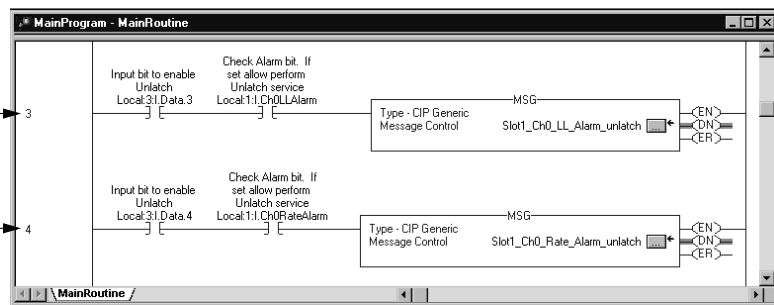 MainProgram - MainRoutine
3
Input bit to enable
Unlatch
Local:3:I.Data.3
Check Alarm bit. If
set allow perform
Unlatch service
Local:1:I.Ch0LLAlarm
MSG
Type - CIP Generic
Message Control
Slot1_Ch0_LL_Alarm_unlatch
...
EN
DN
ER
4
Input bit to enable
Unlatch
Local:3:I.Data.4
Check Alarm bit. If
set allow perform
Unlatch service
Local:1:I.Ch0RateAlarm
MSG
Type - CIP Generic
Message Control
Slot1_Ch0_Rate_Alarm_unlatch
...
EN
DN
ER
MainRoutine